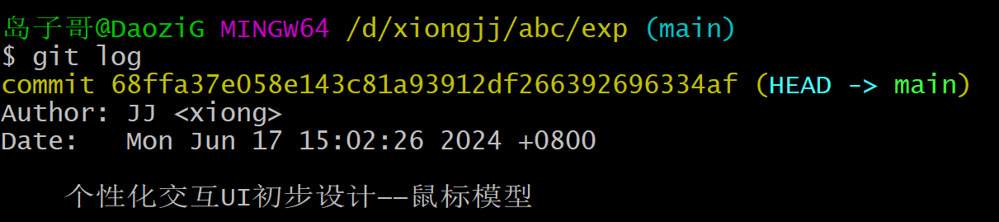 岛子哥@DaoziG MINGW64 /d/xiongjj/abc/exp (main)
$ git log
commit 68ffa37e058e143c81a93912df266392696334af (HEAD -> main)
Author: JJ <xiong>
Date:   Mon Jun 17 15:02:26 2024 +0800
个性化交互UI初步设计——鼠标模型